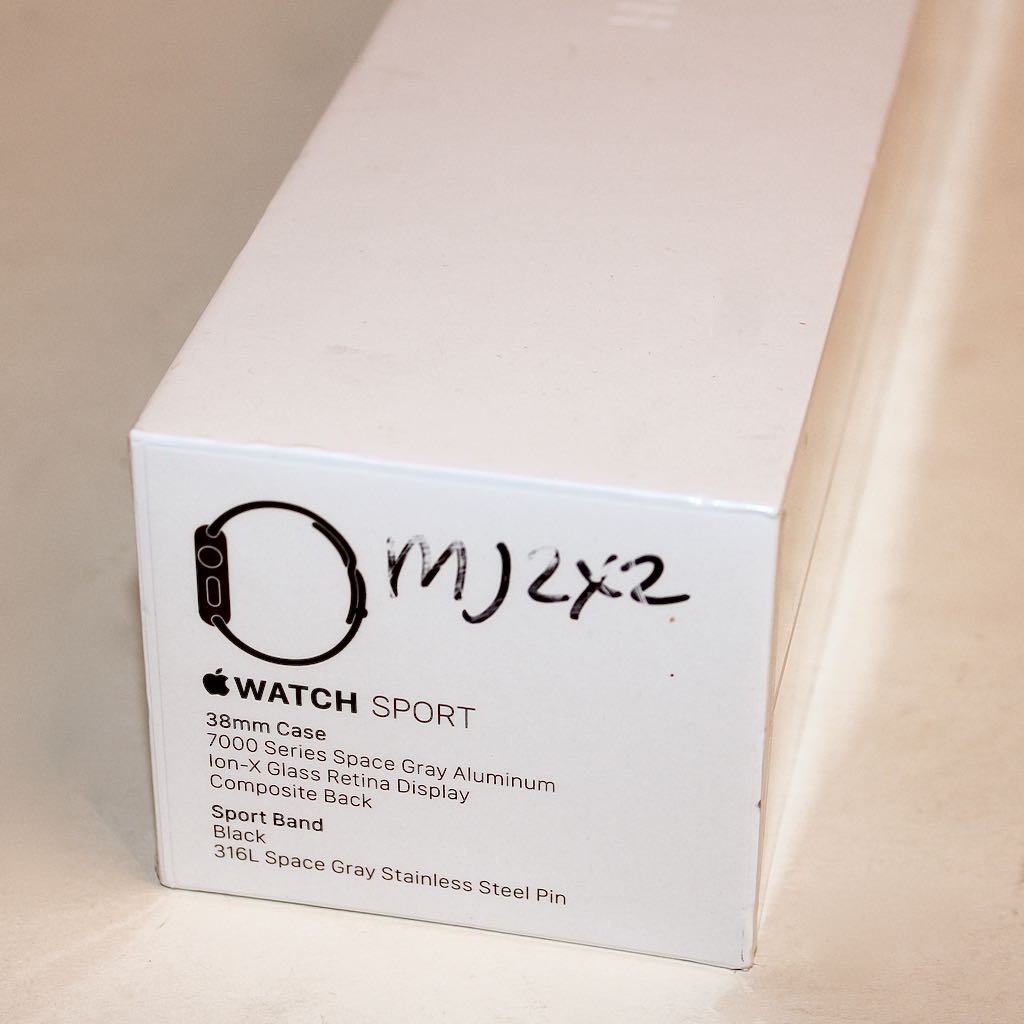 MJ2X2
WATCH SPORT
38mm Case
7000 Series Space Gray Aluminum
Ion-X Glass Retina Display
Composite Back
Sport Band
Black
316L Space Gray Stainless Steel Pin